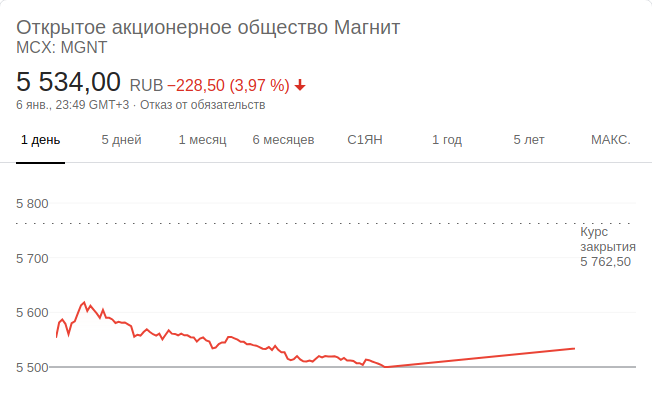 Открытое акционерное общество Магнит
MCX: MGNT
5 534,00 RUB −228,50 (3,97 %)
6 янв., 23:49 GMT+3 · Отказ от обязательств
1 день 5 дней 1 месяц 6 месяцев С1ЯН 1 год 5 лет МАКС.
5 800
Курс
закрытия
5 762,50
5 700
5 600
5 500